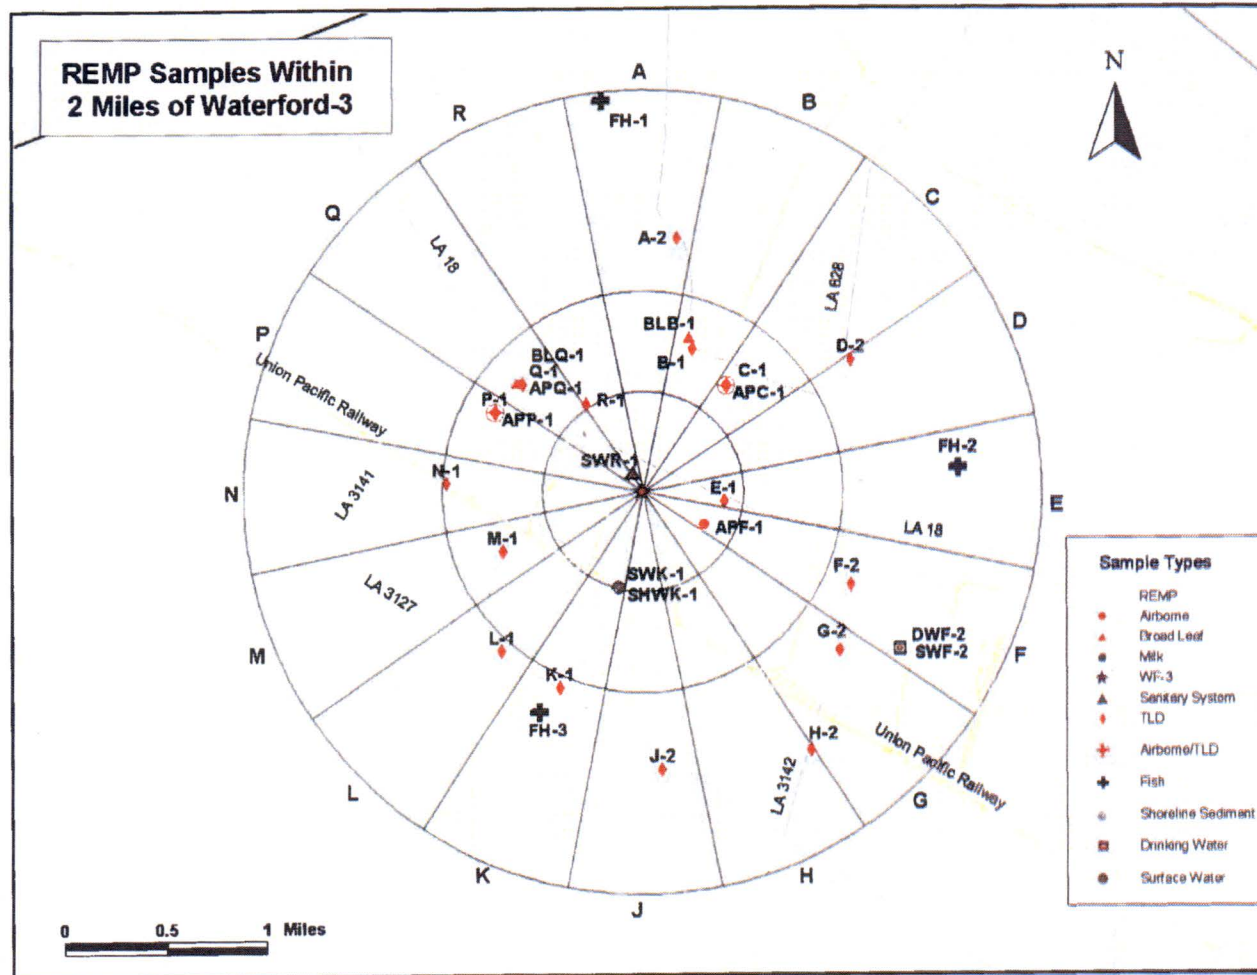 REMP Samples Within
2 Miles of Waterford-3
N
A
B
C
D
E
F
G
H
J
K
L
M
N
P
Q
R
FH-1
A-2
LA 18
LA 628
BLB-1
B-1
D-2
C-1
APC-1
BLQ-1
Q-1
APQ-1
P-1
APP-1
R-1
Union Pacific Railway
FH-2
SWR-1
N-1
E-1
LA 3141
APF-1
LA 18
M-1
F-2
SWK-1
SHWK-1
LA 3127
G-2
DWF-2
SWF-2
L-1
K-1
FH-3
H-2
Union Pacific Railway
J-2
LA 3142
Sample Types
REMP
Airborne
Broad Leaf
Milk
WF-3
Sanitary System
TLD
Airborne/TLD
Fish
Shoreline Sediment
Drinking Water
Surface Water
0 0.5 1 Miles